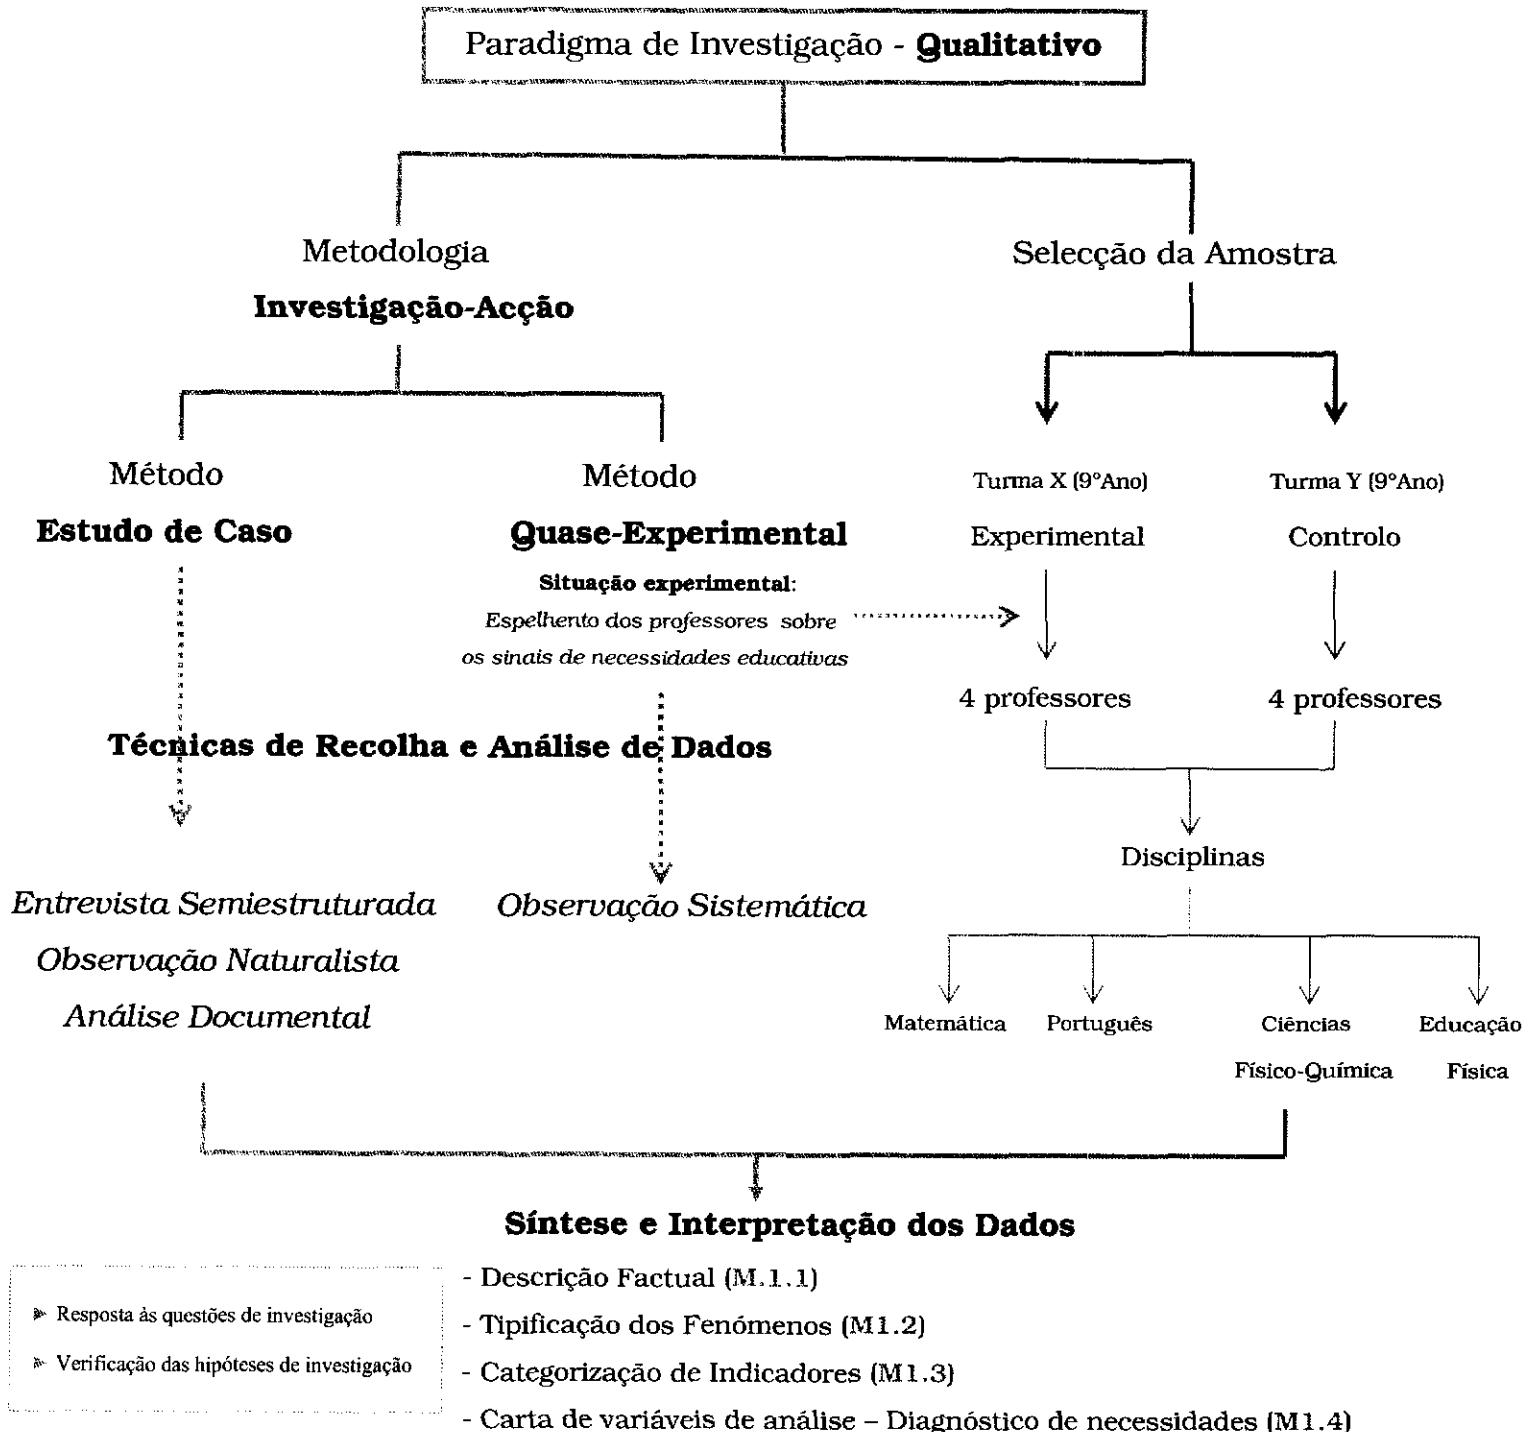 Paradigma de Investigação - Qualitativo
Metodologia
Investigação-Acção
Selecção da Amostra
Método
Estudo de Caso
Método
Quase-Experimental
Situação experimental:
Espelhento dos professores sobre
os sinais de necessidades educativas
Turma X (9ºAno)
Experimental
Turma Y (9ºAno)
Controlo
4 professores
4 professores
Técnicas de Recolha e Análise de Dados
Disciplinas
Entrevista Semiestruturada
Observação Naturalista
Análise Documental
Observação Sistemática
Matemática
Português
Ciências
Físico-Química
Educação
Física
Síntese e Interpretação dos Dados
➢ Resposta às questões de investigação
➢ Verificação das hipóteses de investigação
- Descrição Factual (M.1.1)
- Tipificação dos Fenómenos (M1.2)
- Categorização de Indicadores (M1.3)
- Carta de variáveis de análise – Diagnóstico de necessidades (M1.4)